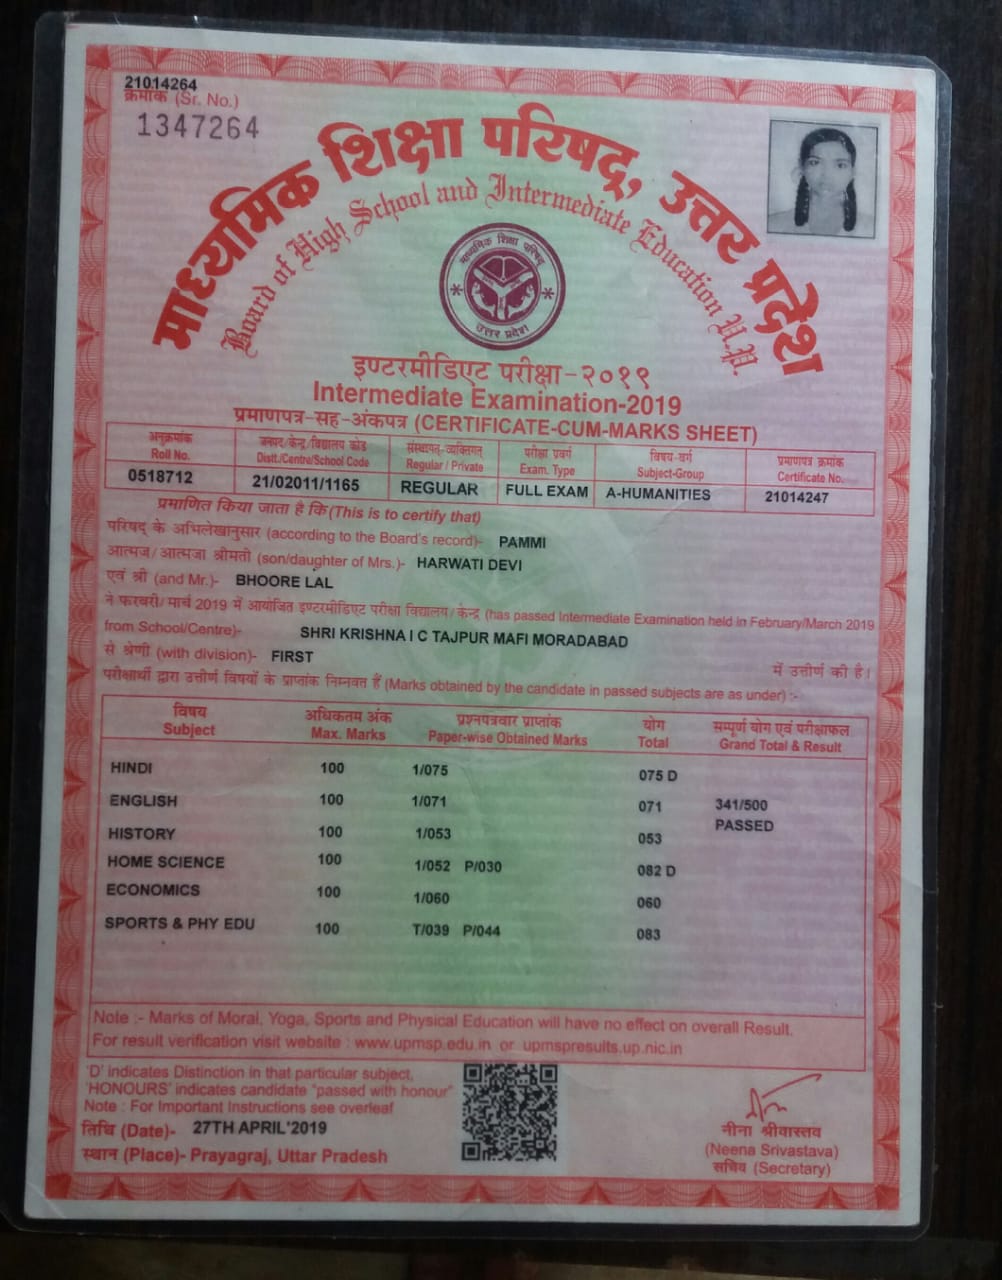 21014264
क्रमांक (Sr. No.)
1347264
माध्यमिक शिक्षा परिषद्, उत्तर प्रदेश
Board of High School and Intermediate Education U.P.
माध्यमिक शिक्षा परिषद्
उत्तर प्रदेश
इण्टरमीडिएट परीक्षा-२०१९
Intermediate Examination-2019
प्रमाणपत्र-सह-अंकपत्र (CERTIFICATE-CUM-MARKS SHEET)
अनुक्रमांक जनपद/केन्द्र/विद्यालय कोड संस्थागत-व्यक्तिगत परीक्षा प्रवर्ग विषय-वर्ग प्रमाणपत्र क्रमांक
Roll No. Distt./Centre/School Code Regular / Private Exam. Type Subject-Group Certificate No.
0518712 21/02011/1165 REGULAR FULL EXAM A-HUMANITIES 21014247
प्रमाणित किया जाता है कि (This is to certify that)
परिषद् के अभिलेखानुसार (according to the Board's record)- PAMMI
आत्मज/आत्मजा श्रीमती (son/daughter of Mrs.)- HARWATI DEVI
एवं श्री (and Mr.)- BHOORE LAL
ने फरवरी/मार्च 2019 में आयोजित इण्टरमीडिएट परीक्षा विद्यालय/केन्द्र (has passed Intermediate Examination held in February/March 2019
from School/Centre)- SHRI KRISHNA I C TAJPUR MAFI MORADABAD
से श्रेणी (with division)- FIRST में उत्तीर्ण की है।
परीक्षार्थी द्वारा उत्तीर्ण विषयों के प्राप्तांक निम्नवत हैं (Marks obtained by the candidate in passed subjects are as under) :-
विषय अधिकतम अंक प्रश्नपत्रवार प्राप्तांक योग सम्पूर्ण योग एवं परीक्षाफल
Subject Max. Marks Paper-wise Obtained Marks Total Grand Total & Result
HINDI 100 1/075 075 D
ENGLISH 100 1/071 071 341/500
PASSED
HISTORY 100 1/053 053
HOME SCIENCE 100 1/052 P/030 082 D
ECONOMICS 100 1/060 060
SPORTS & PHY EDU 100 T/039 P/044 083
Note :- Marks of Moral, Yoga, Sports and Physical Education will have no effect on overall Result.
For result verification visit website : www.upmsp.edu.in or upmspresults.up.nic.in
'D' indicates Distinction in that particular subject,
'HONOURS' indicates candidate "passed with honour"
Note : For Important Instructions see overleaf
तिथि (Date)- 27TH APRIL'2019
स्थान (Place)- Prayagraj, Uttar Pradesh
नीना श्रीवास्तव
(Neena Srivastava)
सचिव (Secretary)